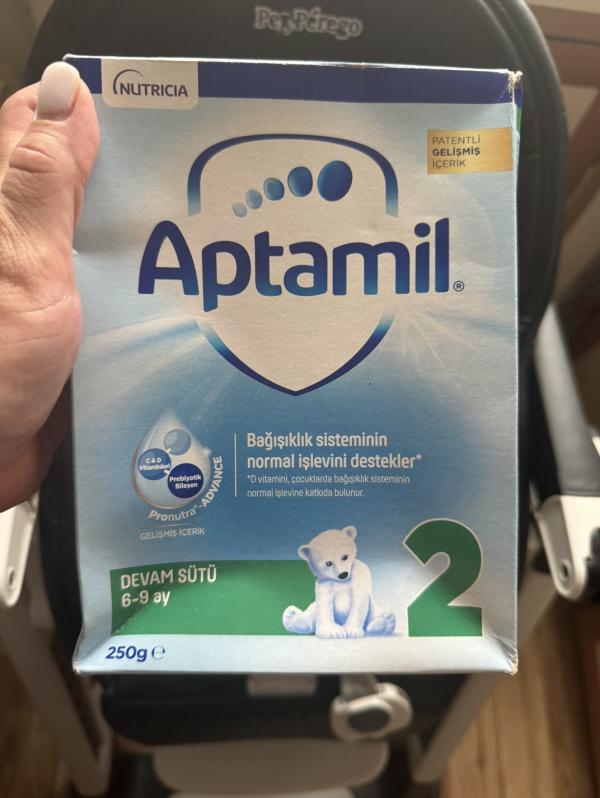 Peg Pérego
NUTRICIA
PATENTLİ
GELİŞMİŞ
İÇERİK
Aptamil®
C & D
Vitaminleri
Prebiyotik
Bileşen
Pronutra®-ADVANCE
GELİŞMİŞ İÇERİK
Bağışıklık sisteminin
normal işlevini destekler*
*D vitamini, çocuklarda bağışıklık sisteminin
normal işlevine katkıda bulunur.
DEVAM SÜTÜ
6-9 ay
2
250g ℮